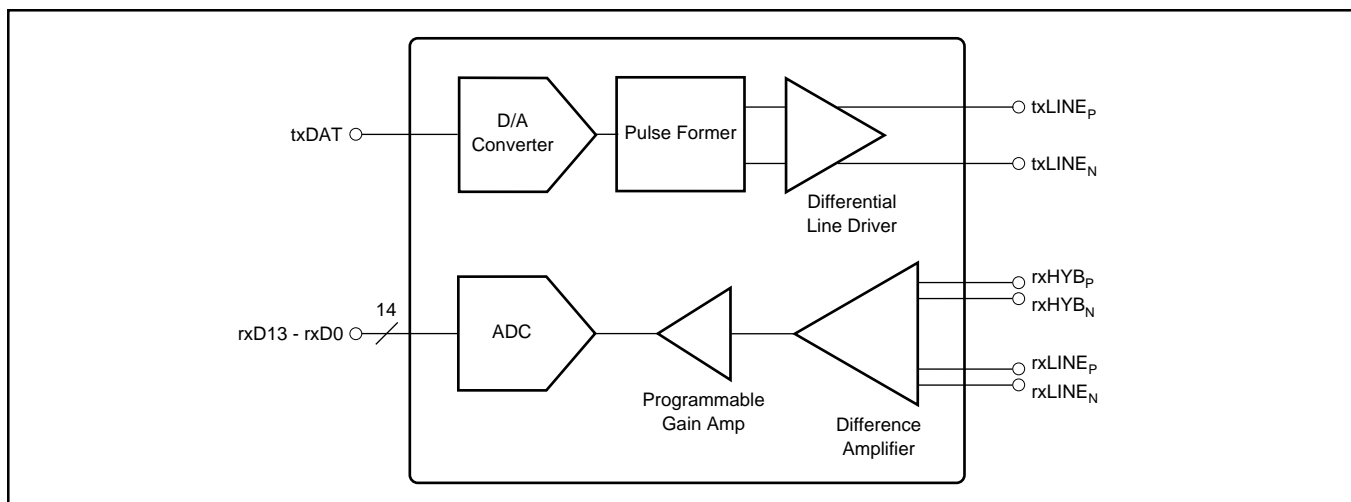 txDAT
D/A
Converter
Pulse Former
txLINEP
txLINEN
Differential
Line Driver
rxD13 - rxD0
14
ADC
Programmable
Gain Amp
Difference
Amplifier
rxHYBP
rxHYBN
rxLINEP
rxLINEN